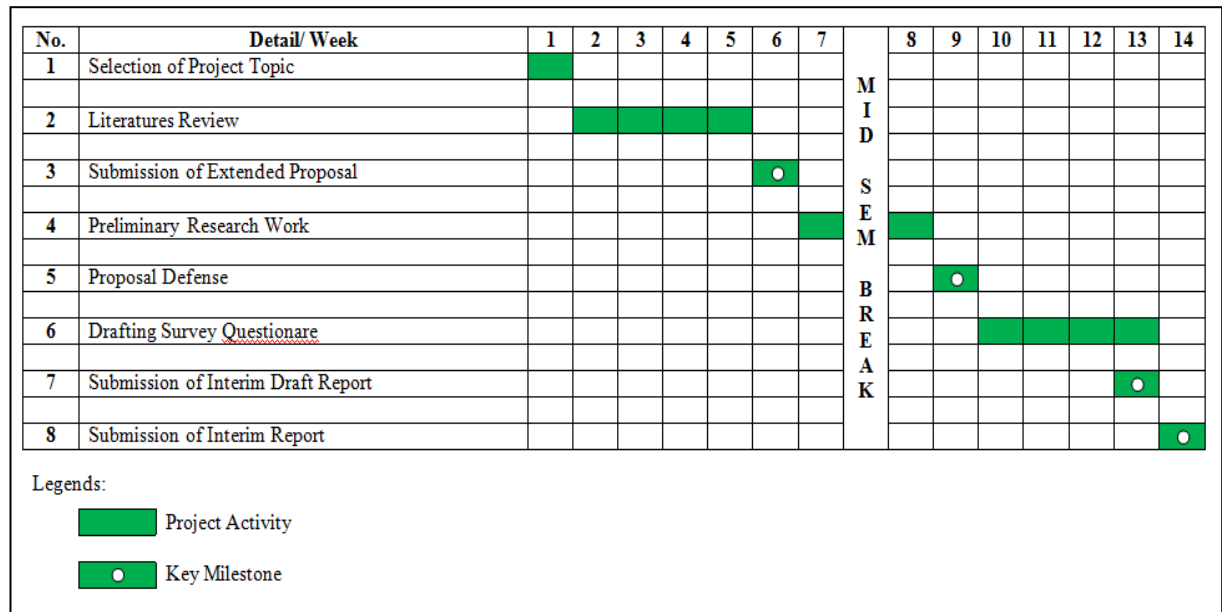 No. Detail/ Week 1 2 3 4 5 6 7 8 9 10 11 12 13 14
1 Selection of Project Topic
2 Literatures Review
3 Submission of Extended Proposal
4 Preliminary Research Work
5 Proposal Defense
6 Drafting Survey Questionare
7 Submission of Interim Draft Report
8 Submission of Interim Report
M
I
D
S
E
M
B
R
E
A
K
Legends:
Project Activity
Key Milestone